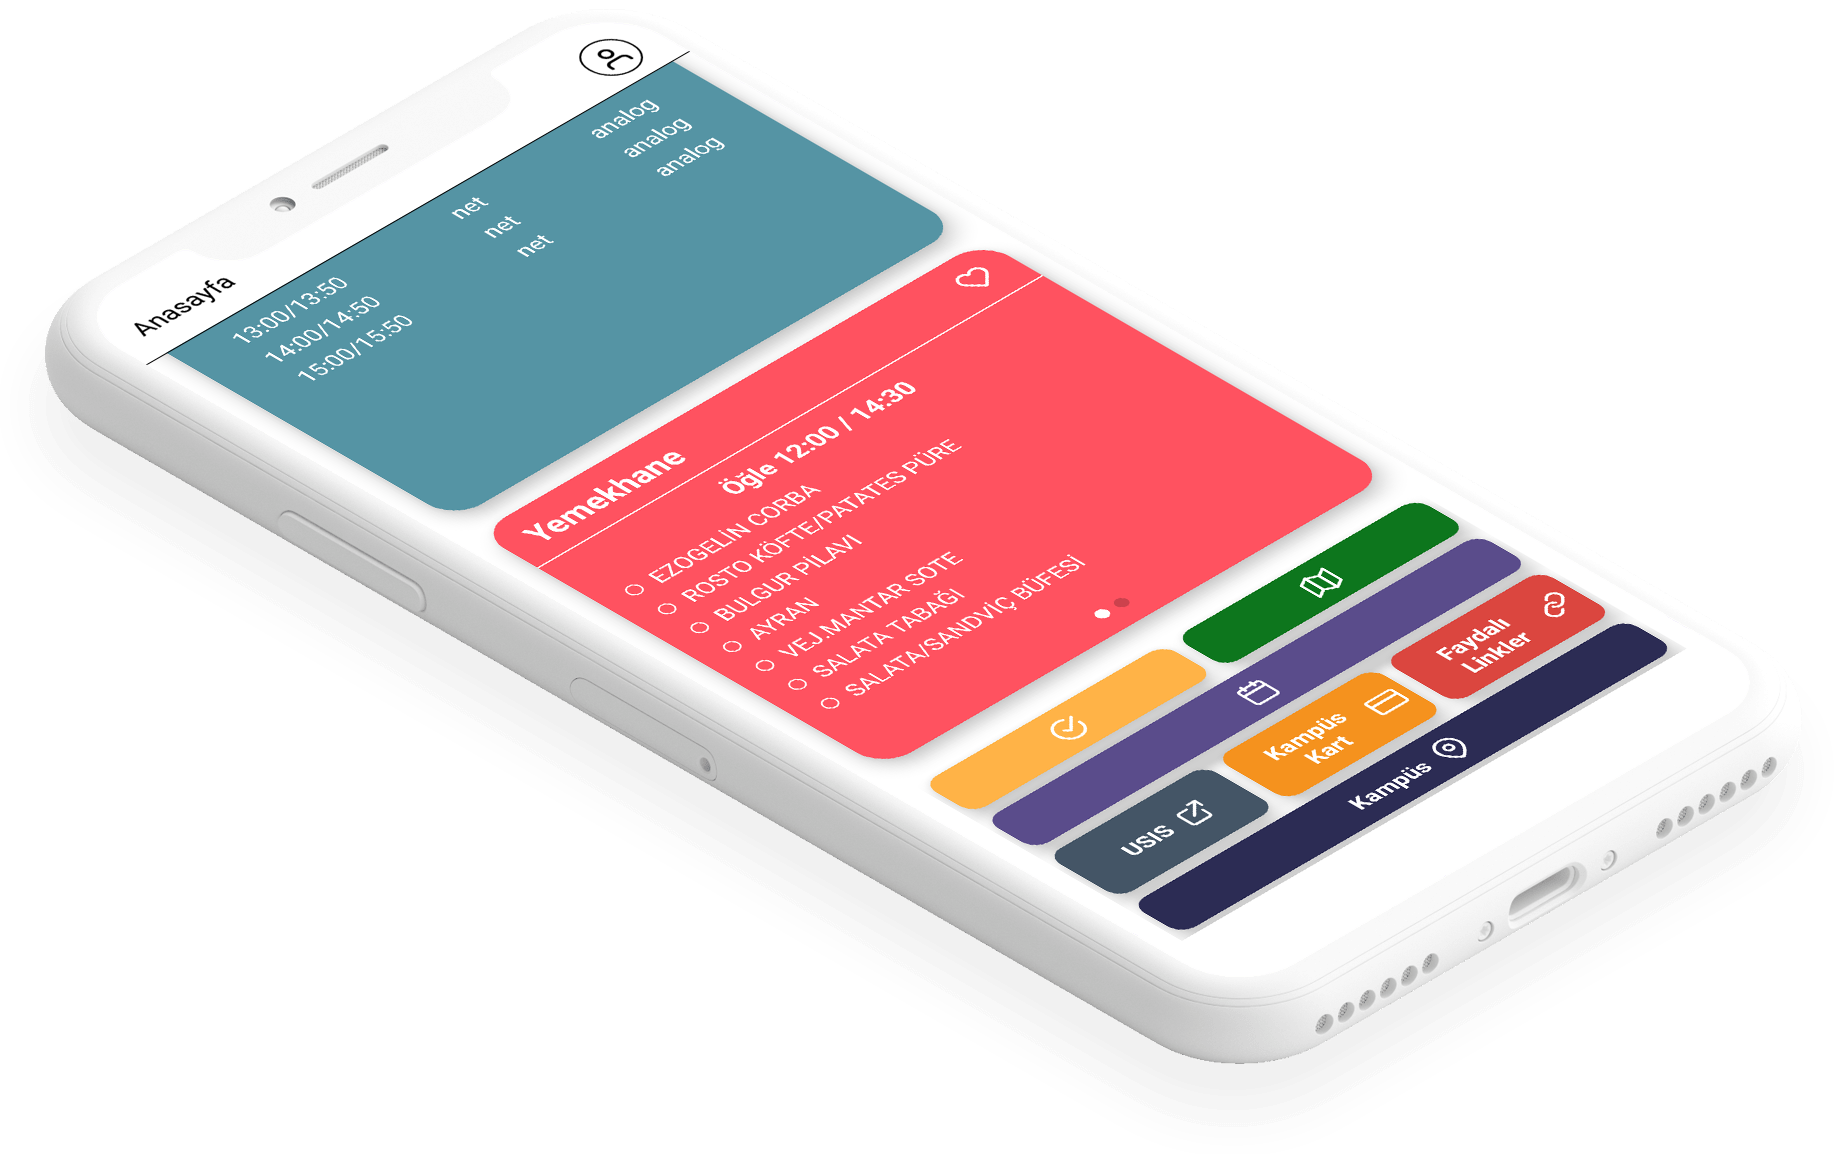 Anasayfa
13:00/13:50 net analog
14:00/14:50 net analog
15:00/15:50 net analog
Yemekhane
Öğle 12:00 / 14:30
EZOGELİN CORBA
ROSTO KÖFTE/PATATES PÜRE
BULGUR PİLAVI
AYRAN
VEJ.MANTAR SOTE
SALATA TABAĞI
SALATA/SANDVİÇ BÜFESİ
USIS
Kampüs
Kart
Faydalı
Linkler
Kampüs